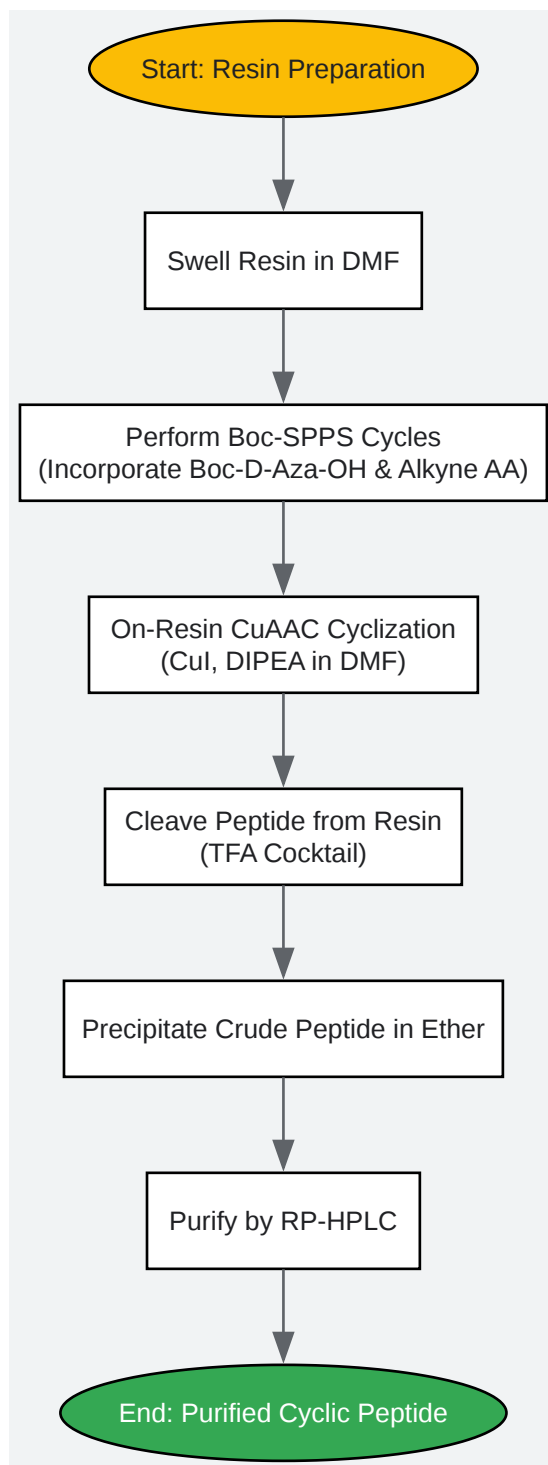 Start: Resin Preparation
Swell Resin in DMF
Perform Boc-SPPS Cycles
(Incorporate Boc-D-Aza-OH & Alkyne AA)
On-Resin CuAAC Cyclization
(CuI, DIPEA in DMF)
Cleave Peptide from Resin
(TFA Cocktail)
Precipitate Crude Peptide in Ether
Purify by RP-HPLC
End: Purified Cyclic Peptide